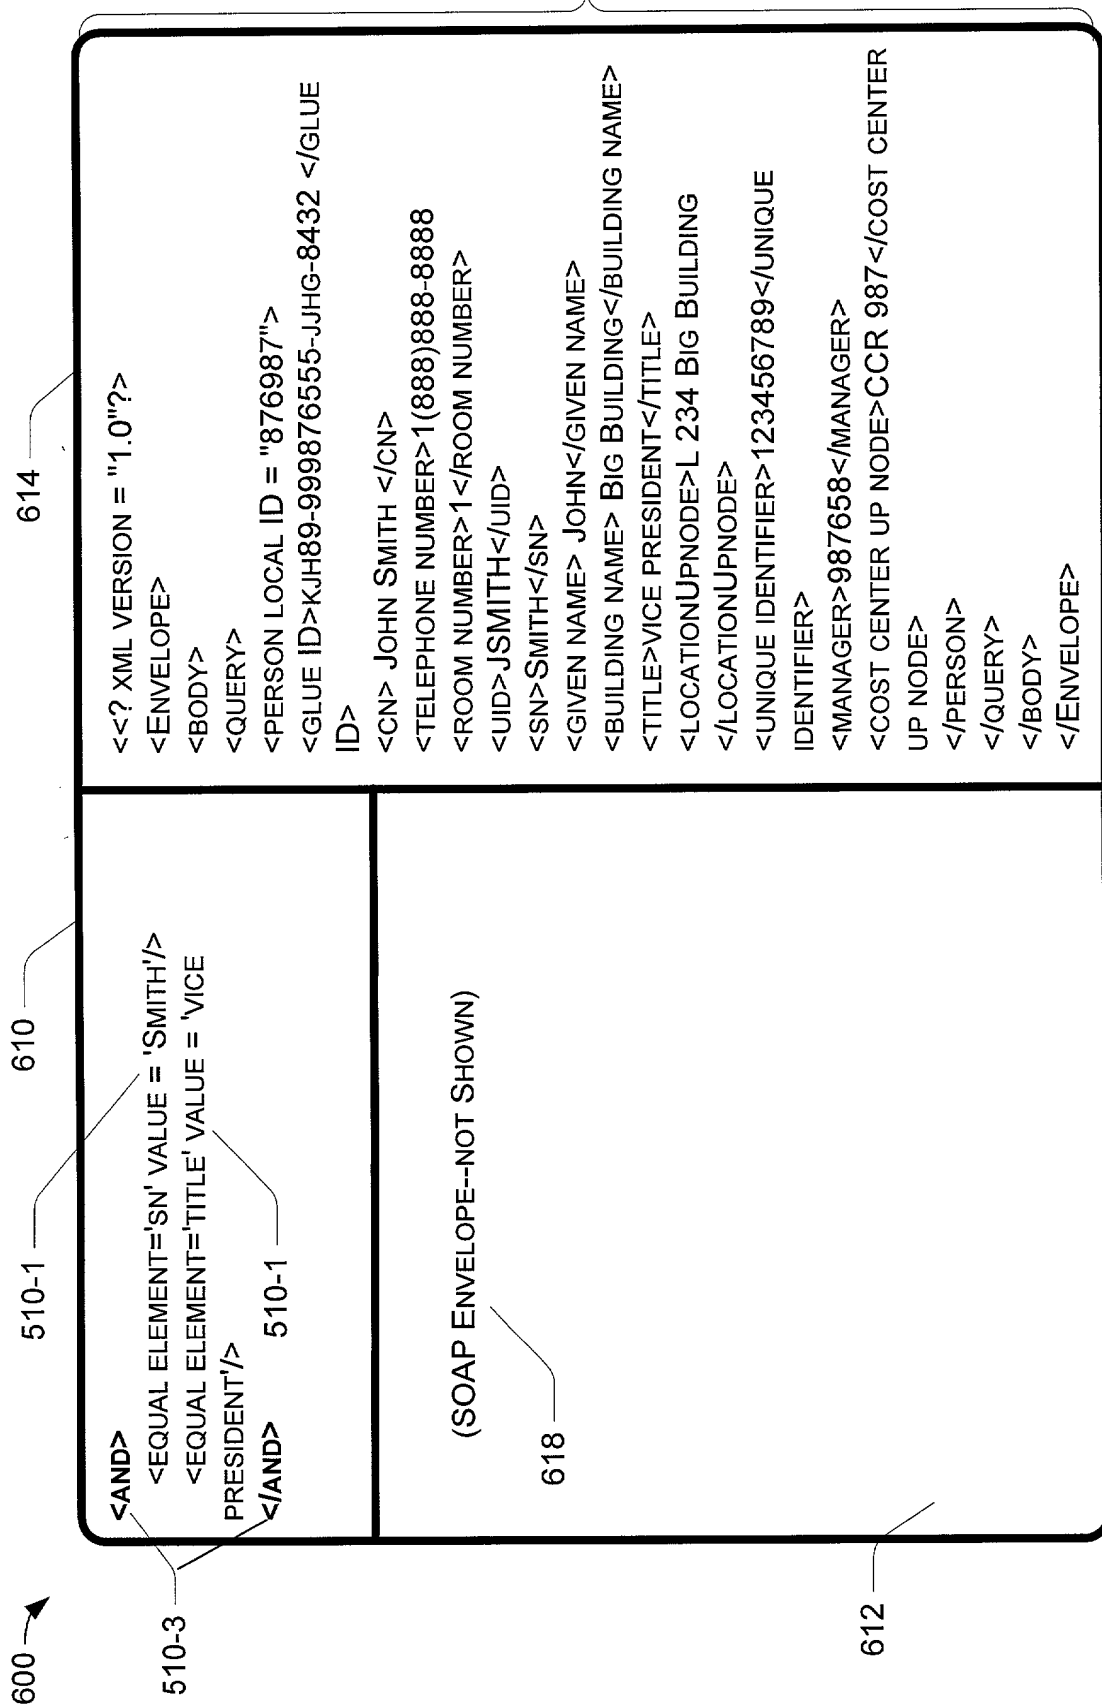 600
510-1
610
614
510-3
<AND>
<EQUAL ELEMENT='SN' VALUE = 'SMITH'/>
<EQUAL ELEMENT='TITLE' VALUE = 'VICE
PRESIDENT'/>
</AND>
510-1
(SOAP ENVELOPE--NOT SHOWN)
618
612
<<? XML VERSION = "1.0"?>
<ENVELOPE>
<BODY>
<QUERY>
<PERSON LOCAL ID = "876987">
<GLUE ID>KJH89-999876555-JJHG-8432 </GLUE
ID>
<CN> JOHN SMITH </CN>
<TELEPHONE NUMBER>1(888)888-8888
<ROOM NUMBER>1</ROOM NUMBER>
<UID>JSMITH</UID>
<SN>SMITH</SN>
<GIVEN NAME> JOHN</GIVEN NAME>
<BUILDING NAME> BIG BUILDING</BUILDING NAME>
<TITLE>VICE PRESIDENT</TITLE>
<LOCATIONUPNODE>L 234 BIG BUILDING
</LOCATIONUPNODE>
<UNIQUE IDENTIFIER>123456789</UNIQUE
IDENTIFIER>
<MANAGER>987658</MANAGER>
<COST CENTER UP NODE>CCR 987</COST CENTER
UP NODE>
</PERSON>
</QUERY>
</BODY>
</ENVELOPE>